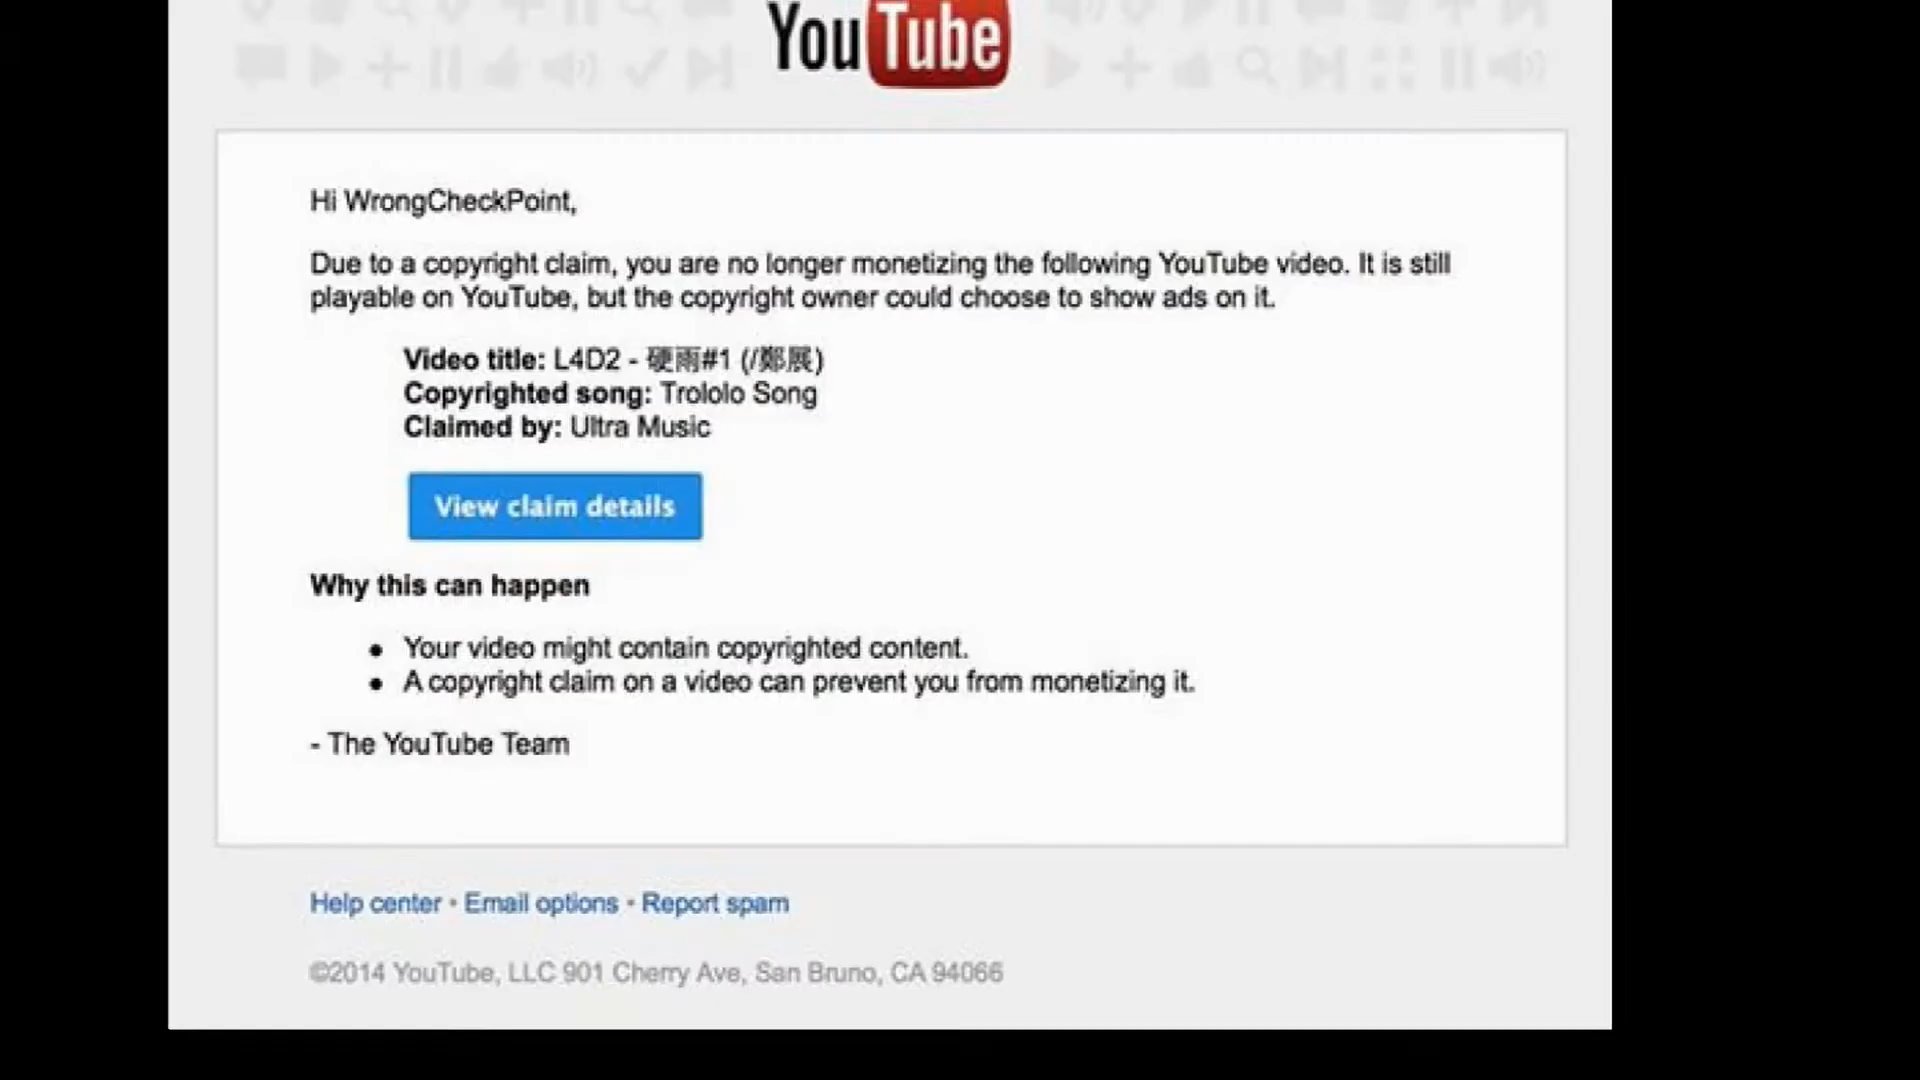 YouTube
Hi WrongCheckPoint,
Due to a copyright claim, you are no longer monetizing the following YouTube video. It is still
playable on YouTube, but the copyright owner could choose to show ads on it.
Video title: L4D2 - 硬雨#1 (/鄭展)
Copyrighted song: Trololo Song
Claimed by: Ultra Music
View claim details
Why this can happen
• Your video might contain copyrighted content.
• A copyright claim on a video can prevent you from monetizing it.
- The YouTube Team
Help center • Email options • Report spam
©2014 YouTube, LLC 901 Cherry Ave, San Bruno, CA 94066